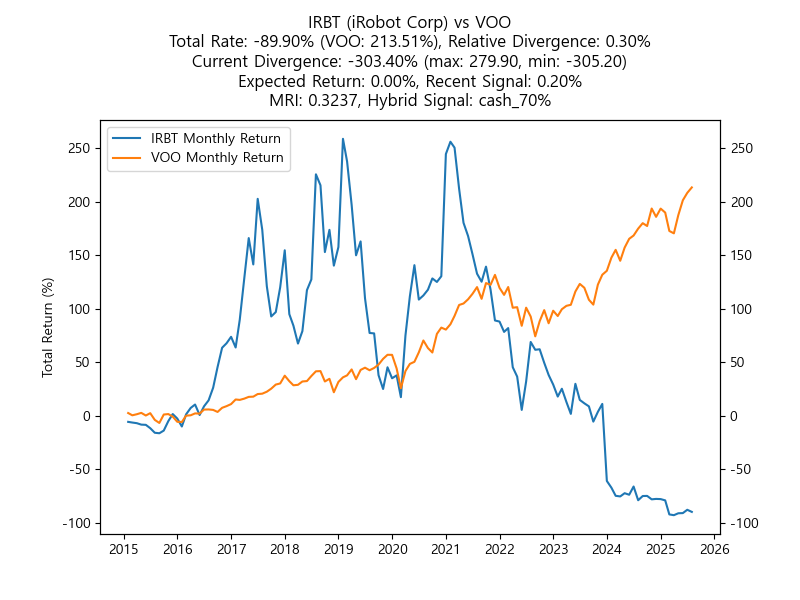 IRBT (iRobot Corp) vs VOO
Total Rate: -89.90% (VOO: 213.51%), Relative Divergence: 0.30%
Current Divergence: -303.40% (max: 279.90, min: -305.20)
Expected Return: 0.00%, Recent Signal: 0.20%
MRI: 0.3237, Hybrid Signal: cash_70%
IRBT Monthly Return
VOO Monthly Return
Total Return (%)
250
200
150
100
50
0
-50
-100
250
200
150
100
50
0
-50
-100
2015 2016 2017 2018 2019 2020 2021 2022 2023 2024 2025 2026